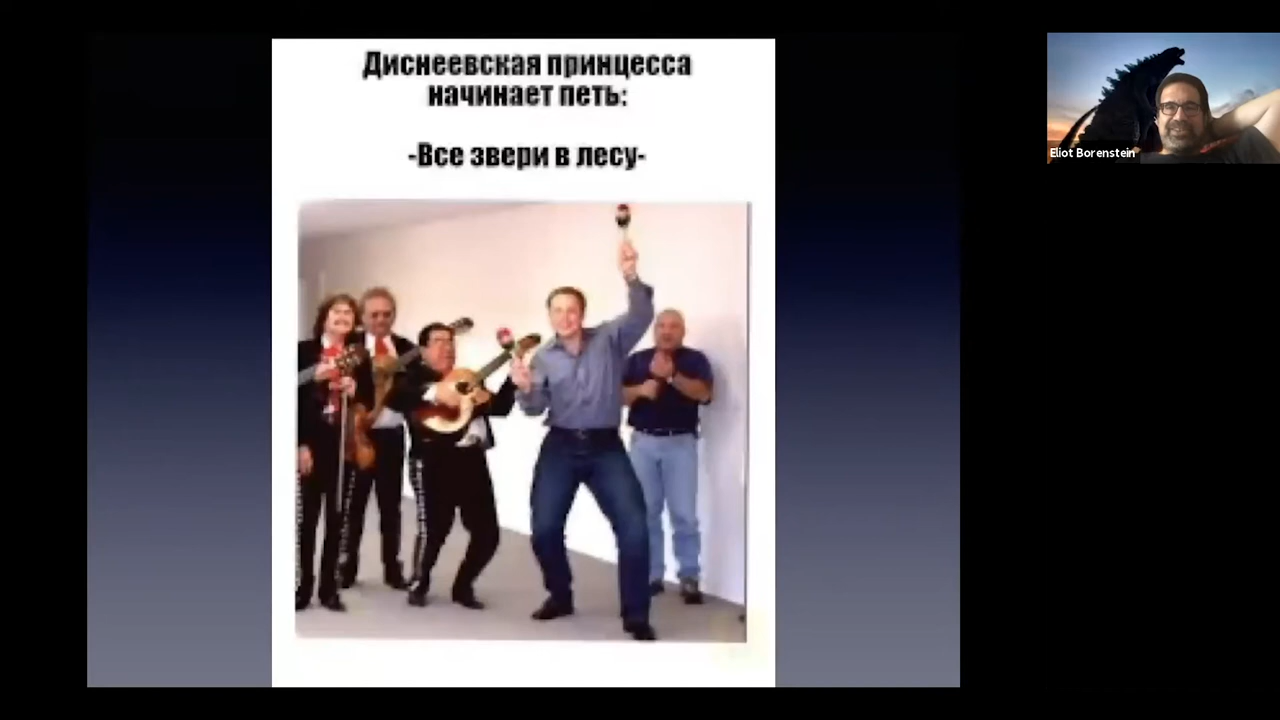 Диснеевская принцесса
начинает петь:
-Все звери в лесу-
Eliot Borenstein